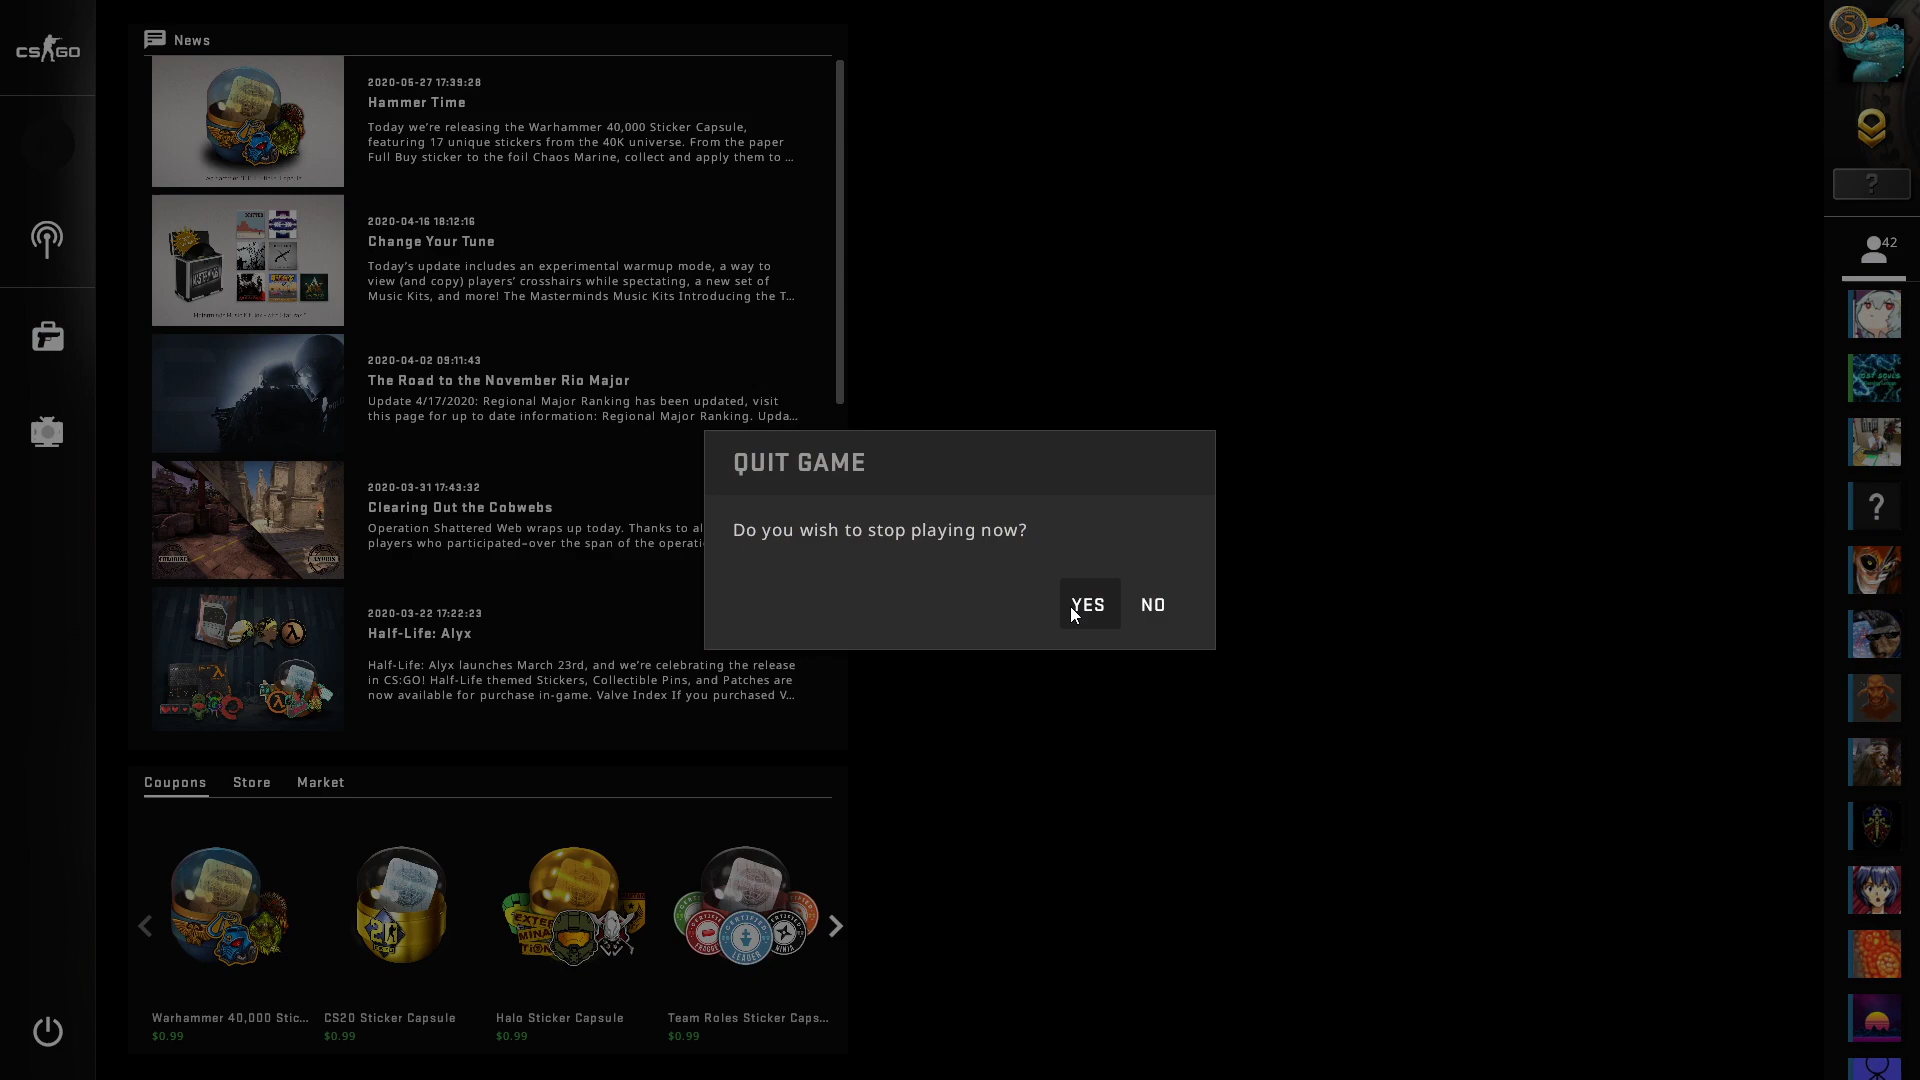 CS GO
News
2020-05-27 17:39:28
Hammer Time
Today we're releasing the Warhammer 40,000 Sticker Capsule,
featuring 17 unique stickers from the 40K universe. From the paper
Full Buy sticker to the foil Chaos Marine, collect and apply them to ...
2020-04-16 18:12:16
Change Your Tune
Today's update includes an experimental warmup mode, a way to
view (and copy) players' crosshairs while spectating, a new set of
Music Kits, and more! The Masterminds Music Kits Introducing the T...
2020-04-02 09:11:43
The Road to the November Rio Major
Update 4/17/2020: Regional Major Ranking has been updated, visit
this page for up to date information: Regional Major Ranking. Upda...
2020-03-31 17:43:32
Clearing Out the Cobwebs
Operation Shattered Web wraps up today. Thanks to al
players who participated–over the span of the operati
2020-03-22 17:22:23
Half-Life: Alyx
Half-Life: Alyx launches March 23rd, and we're celebrating the release
in CS:GO! Half-Life themed Stickers, Collectible Pins, and Patches are
now available for purchase in-game. Valve Index If you purchased V...
QUIT GAME
Do you wish to stop playing now?
YES NO
Coupons Store Market
EXTER
MINA
TION
CERTIFIED
LEADER
NINJA
20
Warhammer 40,000 Stic... CS20 Sticker Capsule Halo Sticker Capsule Team Roles Sticker Caps...
$0.99 $0.99 $0.99 $0.99
5
?
42
LOST SOULS
?